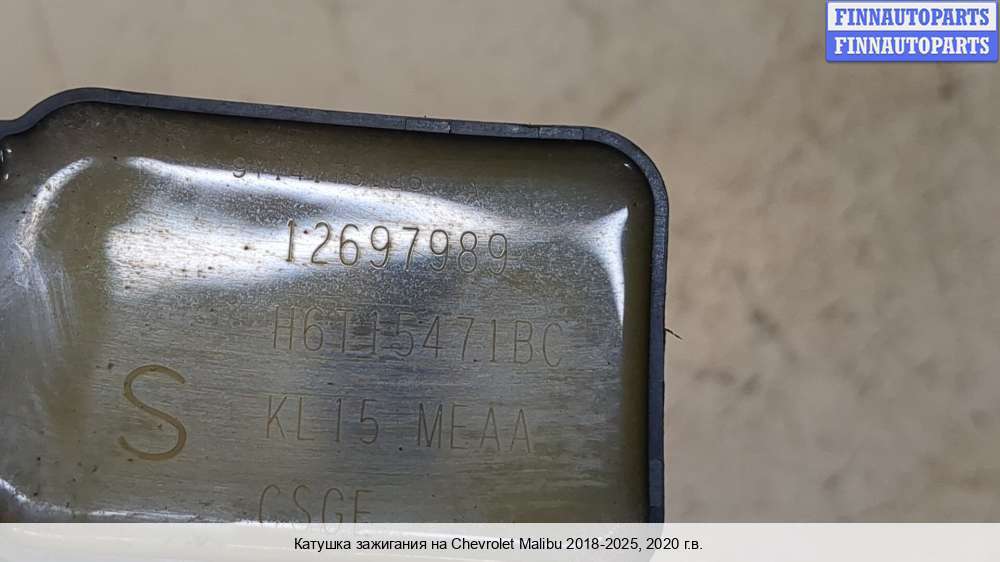 FINNAUTOPARTS
FINNAUTOPARTS
12697989
H6T15471BC
S
KL15 MEAA
CSGE
Катушка зажигания на Chevrolet Malibu 2018-2025, 2020 г.в.